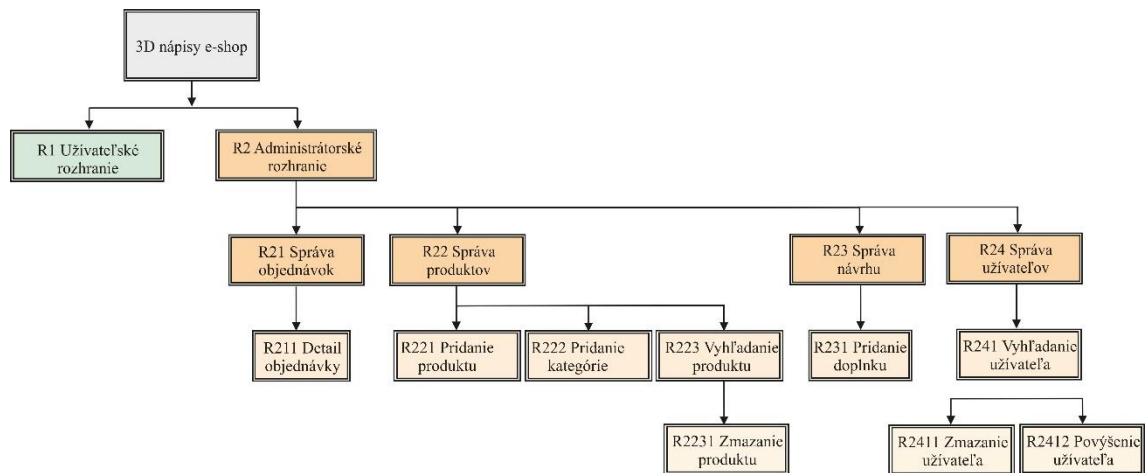 3D nápisy e-shop
R1 Uživateľské
rozhranie
R2 Administrátorské
rozhranie
R21 Správa
objednávok
R22 Správa
produktov
R23 Správa
návrhu
R24 Správa
užívateľov
R211 Detail
objednávky
R221 Pridanie
produktu
R222 Pridanie
kategórie
R223 Vyhľadanie
produktu
R231 Pridanie
doplnku
R241 Vyhľadanie
užívateľa
R2231 Zmazanie
produktu
R2411 Zmazanie
užívateľa
R2412 Povýšenie
užívateľa